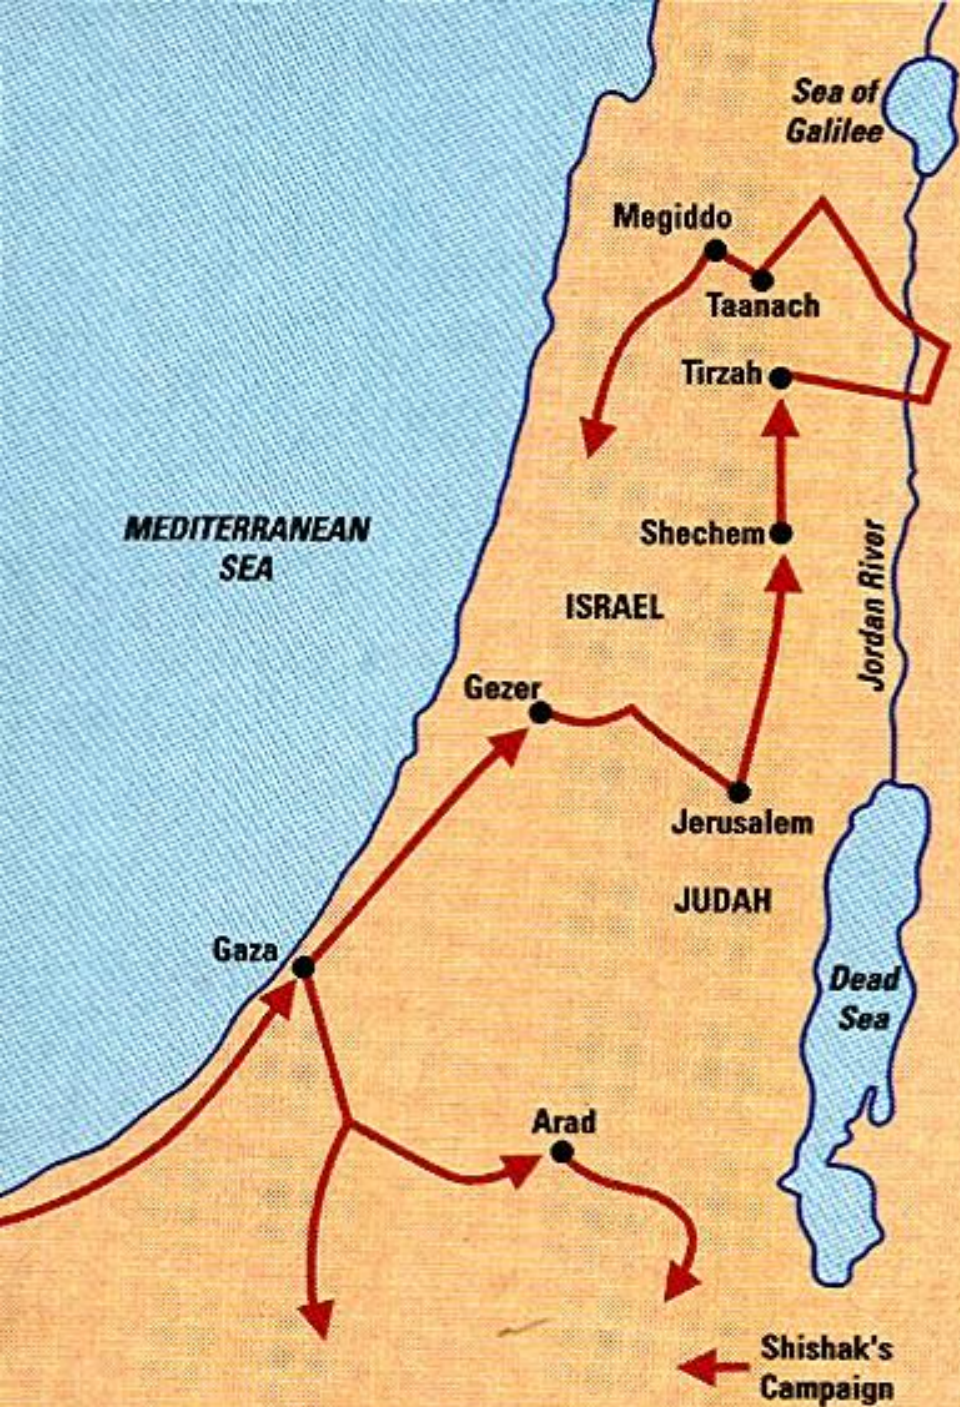 Sea of
Galilee
Megiddo
Taanach
Tirzah
MEDITERRANEAN
SEA
Shechem
Jordan River
ISRAEL
Gezer
Jerusalem
JUDAH
Gaza
Dead
Sea
Arad
Shishak's
Campaign